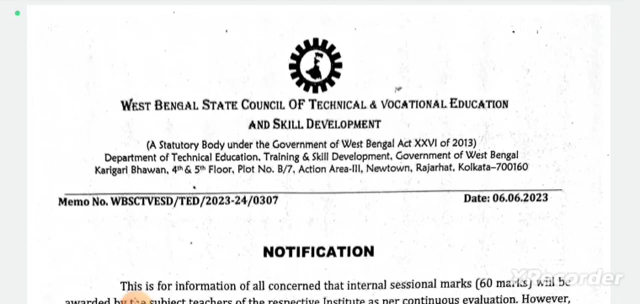 WEST BENGAL STATE COUNCIL OF TECHNICAL & VOCATIONAL EDUCATION
AND SKILL DEVELOPMENT
(A Statutory Body under the Government of West Bengal Act XXVI of 2013)
Department of Technical Education, Training & Skill Development, Government of West Bengal
Karigari Bhawan, 4th & 5th Floor, Plot No. B/7, Action Area-III, Newtown, Rajarhat, Kolkata-700160
Memo No. WBSCTVESD/TED/2023-24/0307 Date: 06.06.2023
NOTIFICATION
This is for information of all concerned that internal sessional marks (60 marks) will be
awarded by the subject teachers of the respective Institute as per continuous evaluation. However,
XRecorder